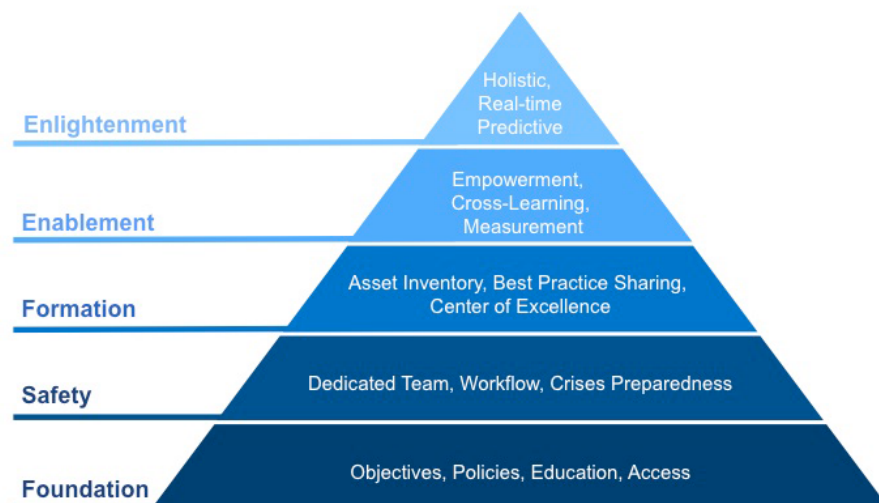 Holistic,
Real-time
Predictive
Enlightenment
Empowerment,
Cross-Learning,
Measurement
Enablement
Asset Inventory, Best Practice Sharing,
Center of Excellence
Formation
Dedicated Team, Workflow, Crises Preparedness
Safety
Objectives, Policies, Education, Access
Foundation